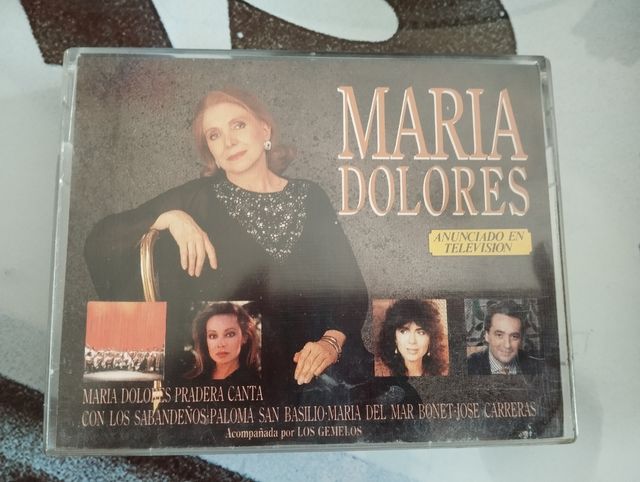 MARIA
DOLORES
ANUNCIADO EN
TELEVISION
MARIA DOLORES PRADERA CANTA
CON LOS SABANDEÑOS·PALOMA SAN BASILIO·MARIA DEL MAR BONET·JOSE CARRERAS
Acompañada por LOS GEMELOS